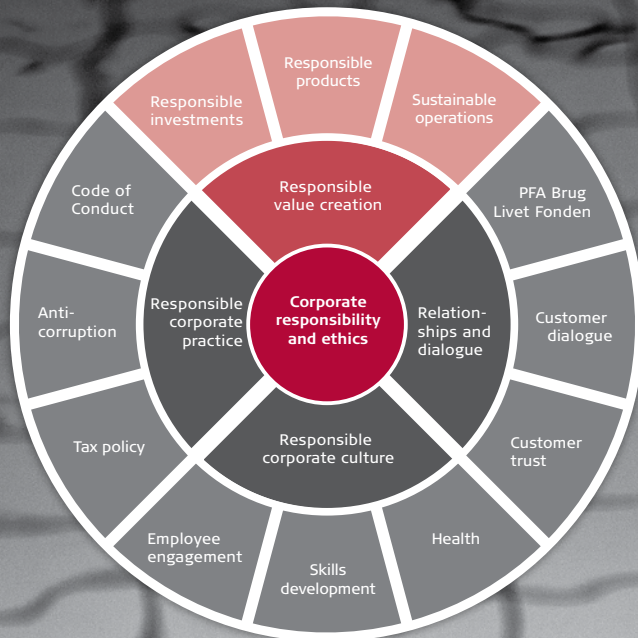 Responsible
products
Responsible
investments
Sustainable
operations
Responsible
value creation
Code of
Conduct
PFA Brug
Livet Fonden
Anti-
corruption
Responsible
corporate
practice
Corporate
responsibility
and ethics
Relation-
ships and
dialogue
Customer
dialogue
Tax policy
Responsible
corporate culture
Customer
trust
Employee
engagement
Skills
development
Health